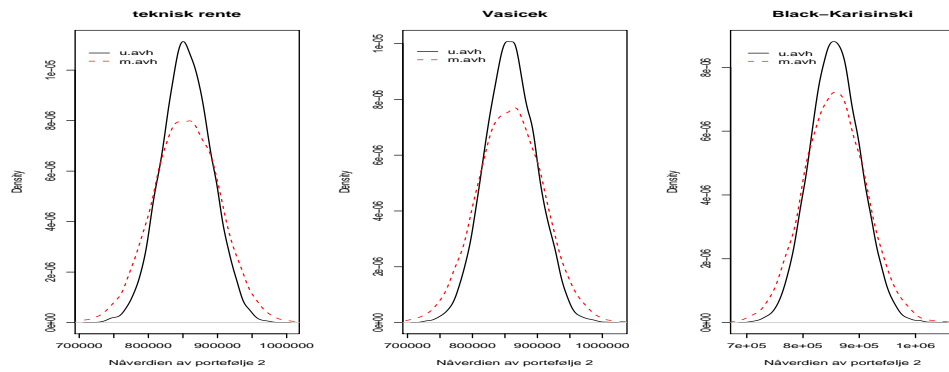 teknisk rente
u.avh
m.avh
Density
0e+00 2e-06 4e-06 6e-06 8e-06 1e-05
700000 800000 900000 1000000
Nåverdien av portefølje 2
Vasicek
u.avh
m.avh
Density
0e+00 2e-06 4e-06 6e-06 8e-06 1e-05
700000 800000 900000 1000000
Nåverdien av portefølje 2
Black−Karisinski
u.avh
m.avh
Density
0e+00 2e-06 4e-06 6e-06 8e-06
7e+05 8e+05 9e+05 1e+06
Nåverdien av portefølje 2